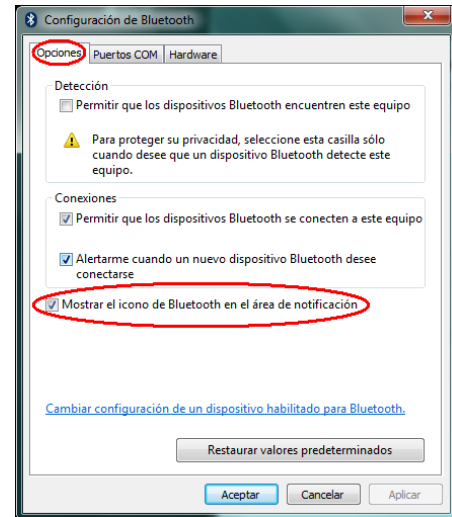 Configuración de Bluetooth
Opciones Puertos COM Hardware
Detección
Permitir que los dispositivos Bluetooth encuentren este equipo
Para proteger su privacidad, seleccione esta casilla sólo
cuando desee que un dispositivo Bluetooth detecte este
equipo.
Conexiones
Permitir que los dispositivos Bluetooth se conecten a este equipo
Alertarme cuando un nuevo dispositivo Bluetooth desee
conectarse
Mostrar el icono de Bluetooth en el área de notificación
Cambiar configuración de un dispositivo habilitado para Bluetooth.
Restaurar valores predeterminados
Aceptar Cancelar Aplicar